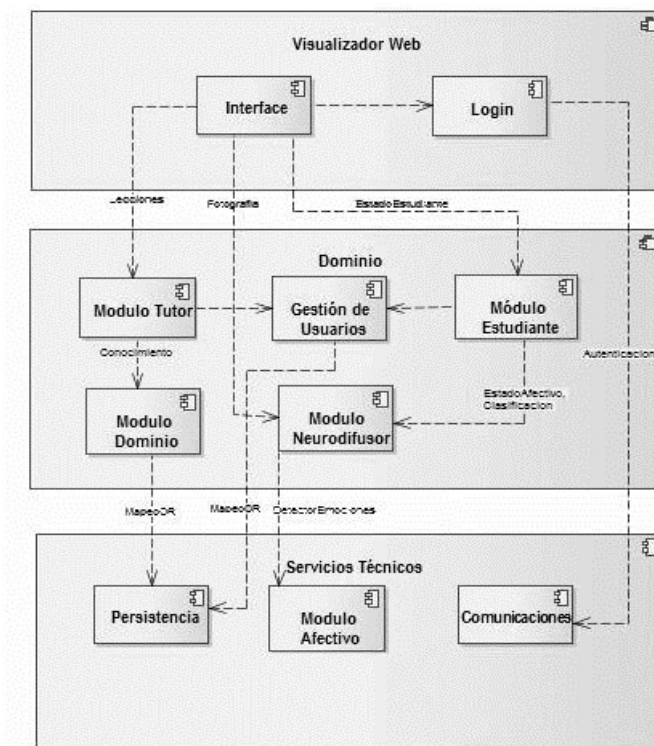 Visualizador Web
Interface
Login
Lecciones
Fotografia
EstadoEstudiante
Dominio
Modulo Tutor
Gestión de
Usuarios
Módulo
Estudiante
Conocimiento
Autenticacion
Modulo
Dominio
Modulo
Neurodifusor
EstadoAfectivo,
Clasificacion
MapeoOR
MapeoOR
DetectorEmociones
Servicios Técnicos
Persistencia
Modulo
Afectivo
Comunicaciones